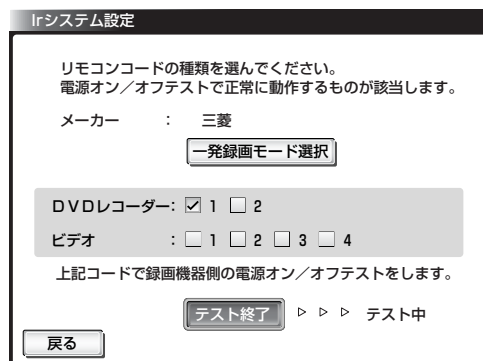 Irシステム設定
リモコンコードの種類を選んでください。
電源オン／オフテストで正常に動作するものが該当します。
メーカー : 三菱
一発録画モード選択
DVDレコーダー: 1 2
ビデオ : 1 2 3 4
上記コードで録画機器側の電源オン／オフテストをします。
テスト終了 ▷ ▷ ▷ テスト中
戻る